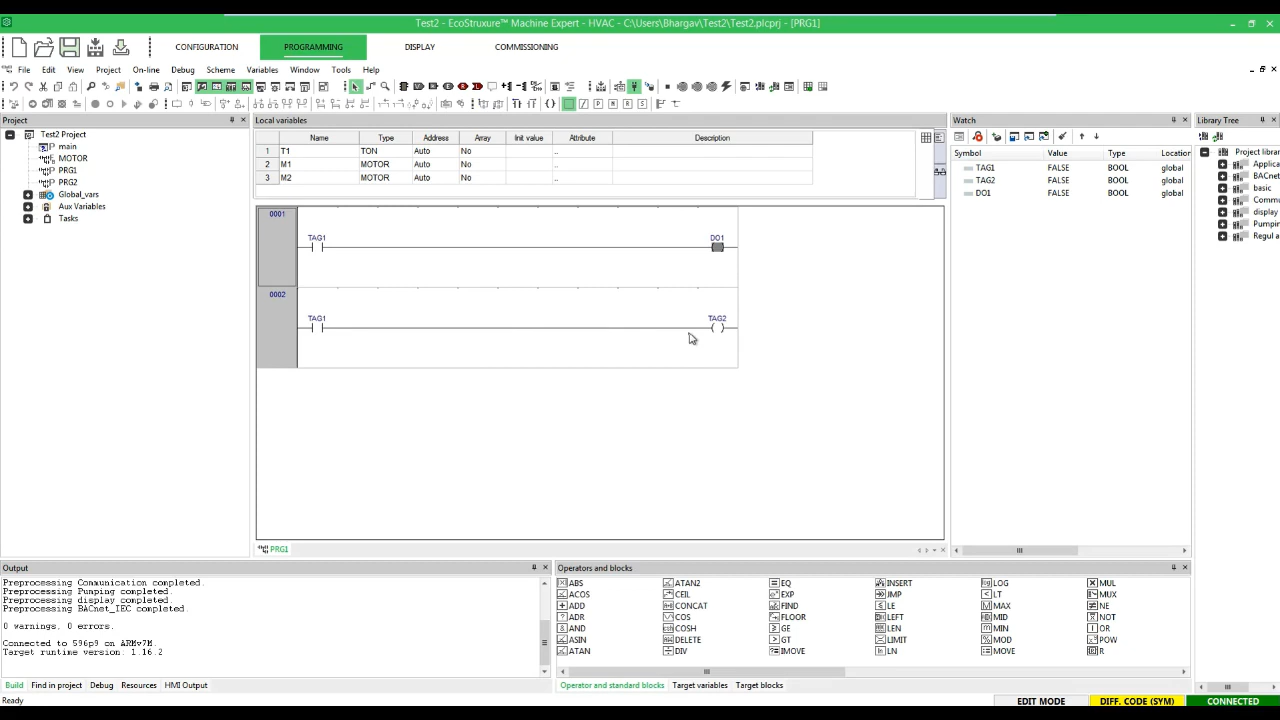 Test2 - EcoStruxure™ Machine Expert - HVAC - C:\Users\Bhargav\Test2\Test2.plcprj - [PRG1]
CONFIGURATION PROGRAMMING DISPLAY COMMISSIONING
File Edit View Project On-line Debug Scheme Variables Window Tools Help
Project
Test2 Project
main
MOTOR
PRG1
PRG2
Global_vars
Aux Variables
Tasks
Local variables
Name Type Address Array Init value Attribute Description
1 T1 TON Auto No ..
2 M1 MOTOR Auto No ..
3 M2 MOTOR Auto No ..
0001
TAG1 DO1
0002
TAG1 TAG2
PRG1
Watch
Symbol Value Type Location
TAG1 FALSE BOOL global
TAG2 FALSE BOOL global
DO1 FALSE BOOL global
Library Tree
Project librar
Applica
BACnet
basic
Commu
display
Pumpin
Regul a
Output
Preprocessing Communication completed.
Preprocessing Pumping completed.
Preprocessing display completed.
Preprocessing BACnet_IEC completed.
0 warnings, 0 errors.
Connected to 596p9 on ARMv7M.
Target runtime version: 1.16.2
Build Find in project Debug Resources HMI Output
Operators and blocks
ABS ATAN2 EQ INSERT LOG MUL
ACOS CEIL EXP JMP LT MUX
ADD CONCAT FIND LE MAX NE
ADR COS FLOOR LEFT MID NOT
AND COSH GE LEN MIN OR
ASIN DELETE GT LIMIT MOD POW
ATAN DIV IMOVE LN MOVE R
Operator and standard blocks Target variables Target blocks
Ready EDIT MODE DIFF. CODE (SYM) CONNECTED